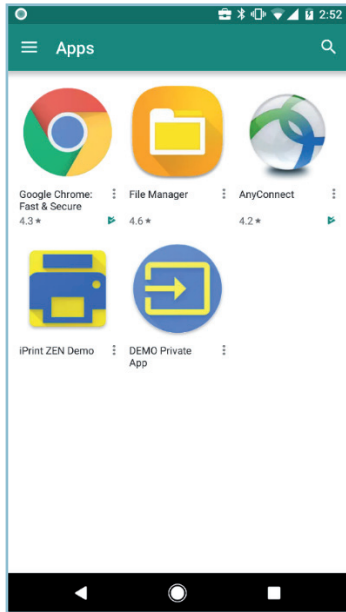 2:52
Apps
Google Chrome:
Fast & Secure
4.3★
File Manager
4.6★
AnyConnect
4.2★
iPrint ZEN Demo
DEMO Private
App